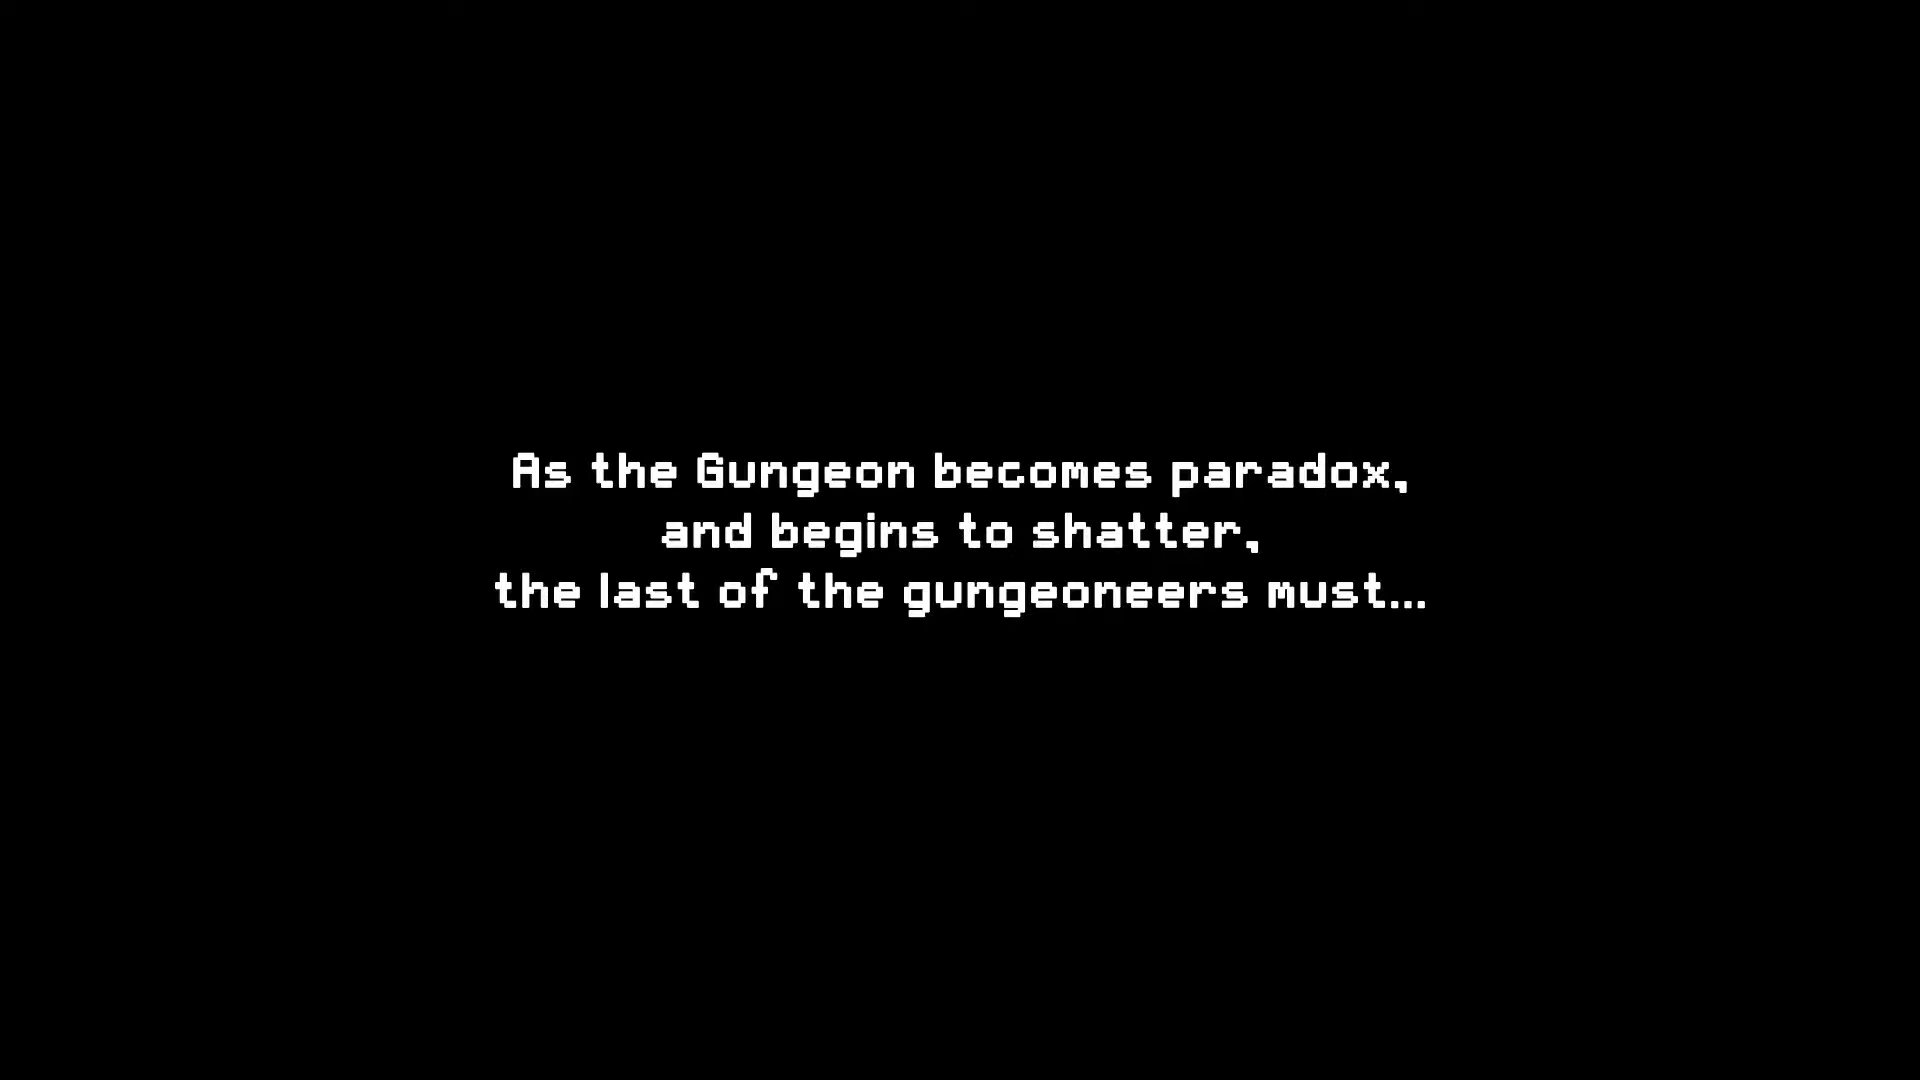 As the Gungeon becomes paradox,
and begins to shatter,
the last of the gungeoneers must...